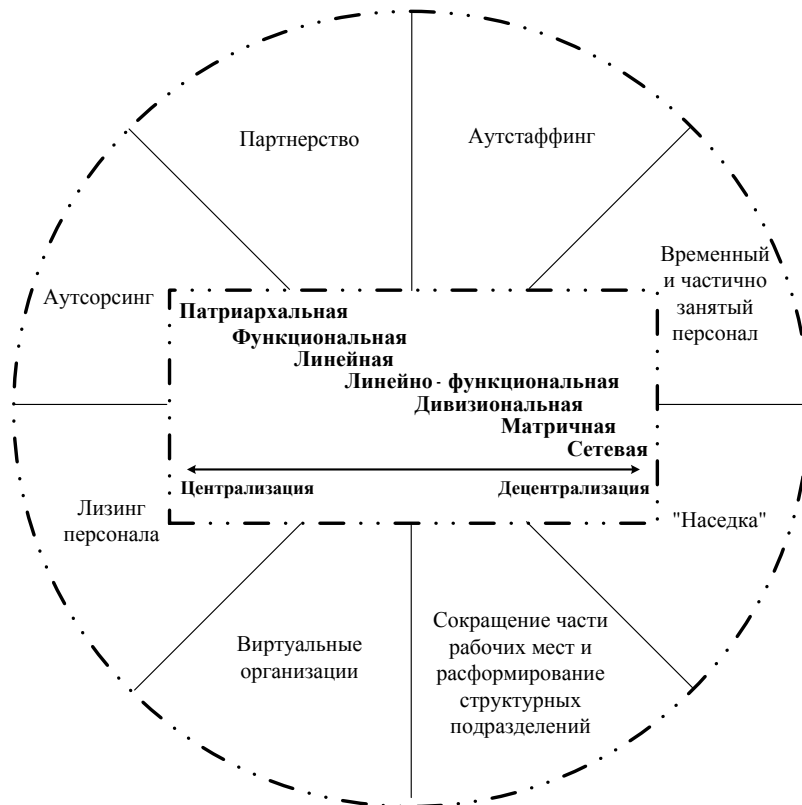 Партнерство
Аутстаффинг
Временный
и частично
занятый
персонал
Аутсорсинг
Патриархальная
Функциональная
Линейная
Линейно - функциональная
Дивизиональная
Матричная
Сетевая
Централизация
Децентрализация
Лизинг
персонала
"Наседка"
Виртуальные
организации
Сокращение части
рабочих мест и
расформирование
структурных
подразделений